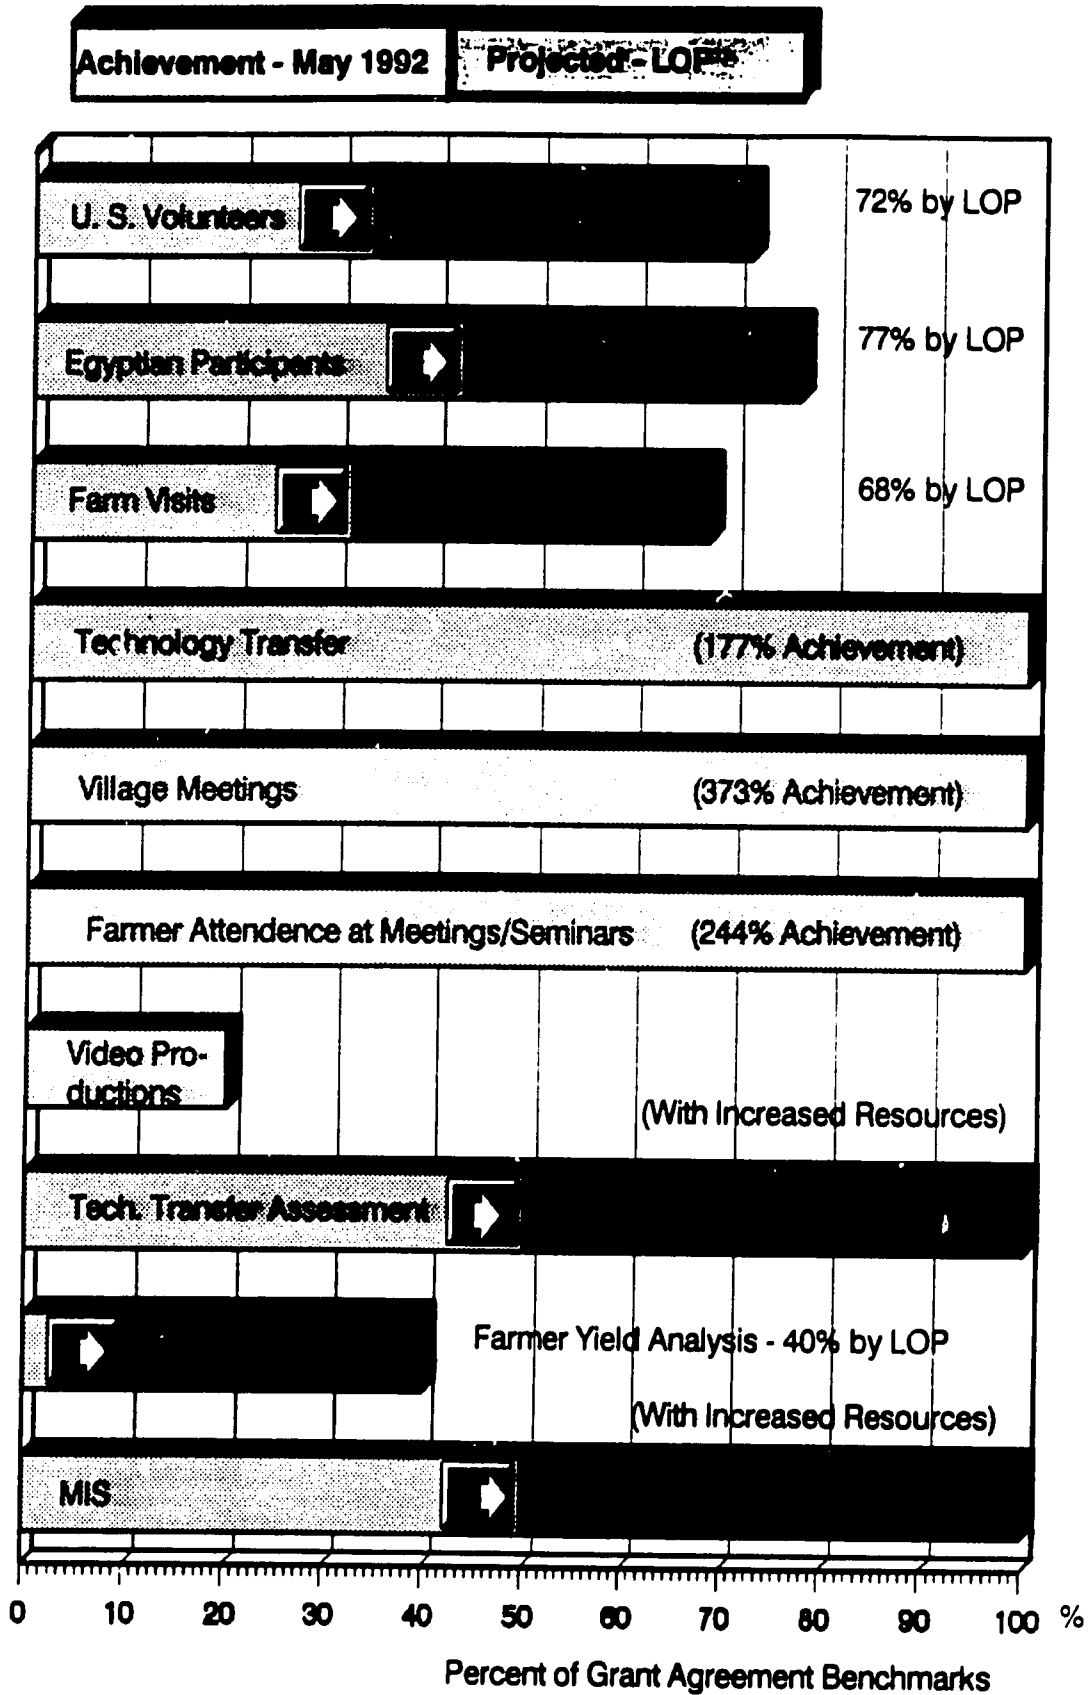 Achievement - May 1992
Projected - LOP
U. S. Volunteers
72% by LOP
Egyptian Participants
77% by LOP
Farm Visits
68% by LOP
Technology Transfer (177% Achievement)
Village Meetings (373% Achievement)
Farmer Attendence at Meetings/Seminars (244% Achievement)
Video Pro-
ductions
(With Increased Resources)
Tech. Transfer Assessment
Farmer Yield Analysis - 40% by LOP
(With Increased Resources)
MIS
0 10 20 30 40 50 60 70 80 90 100 %
Percent of Grant Agreement Benchmarks